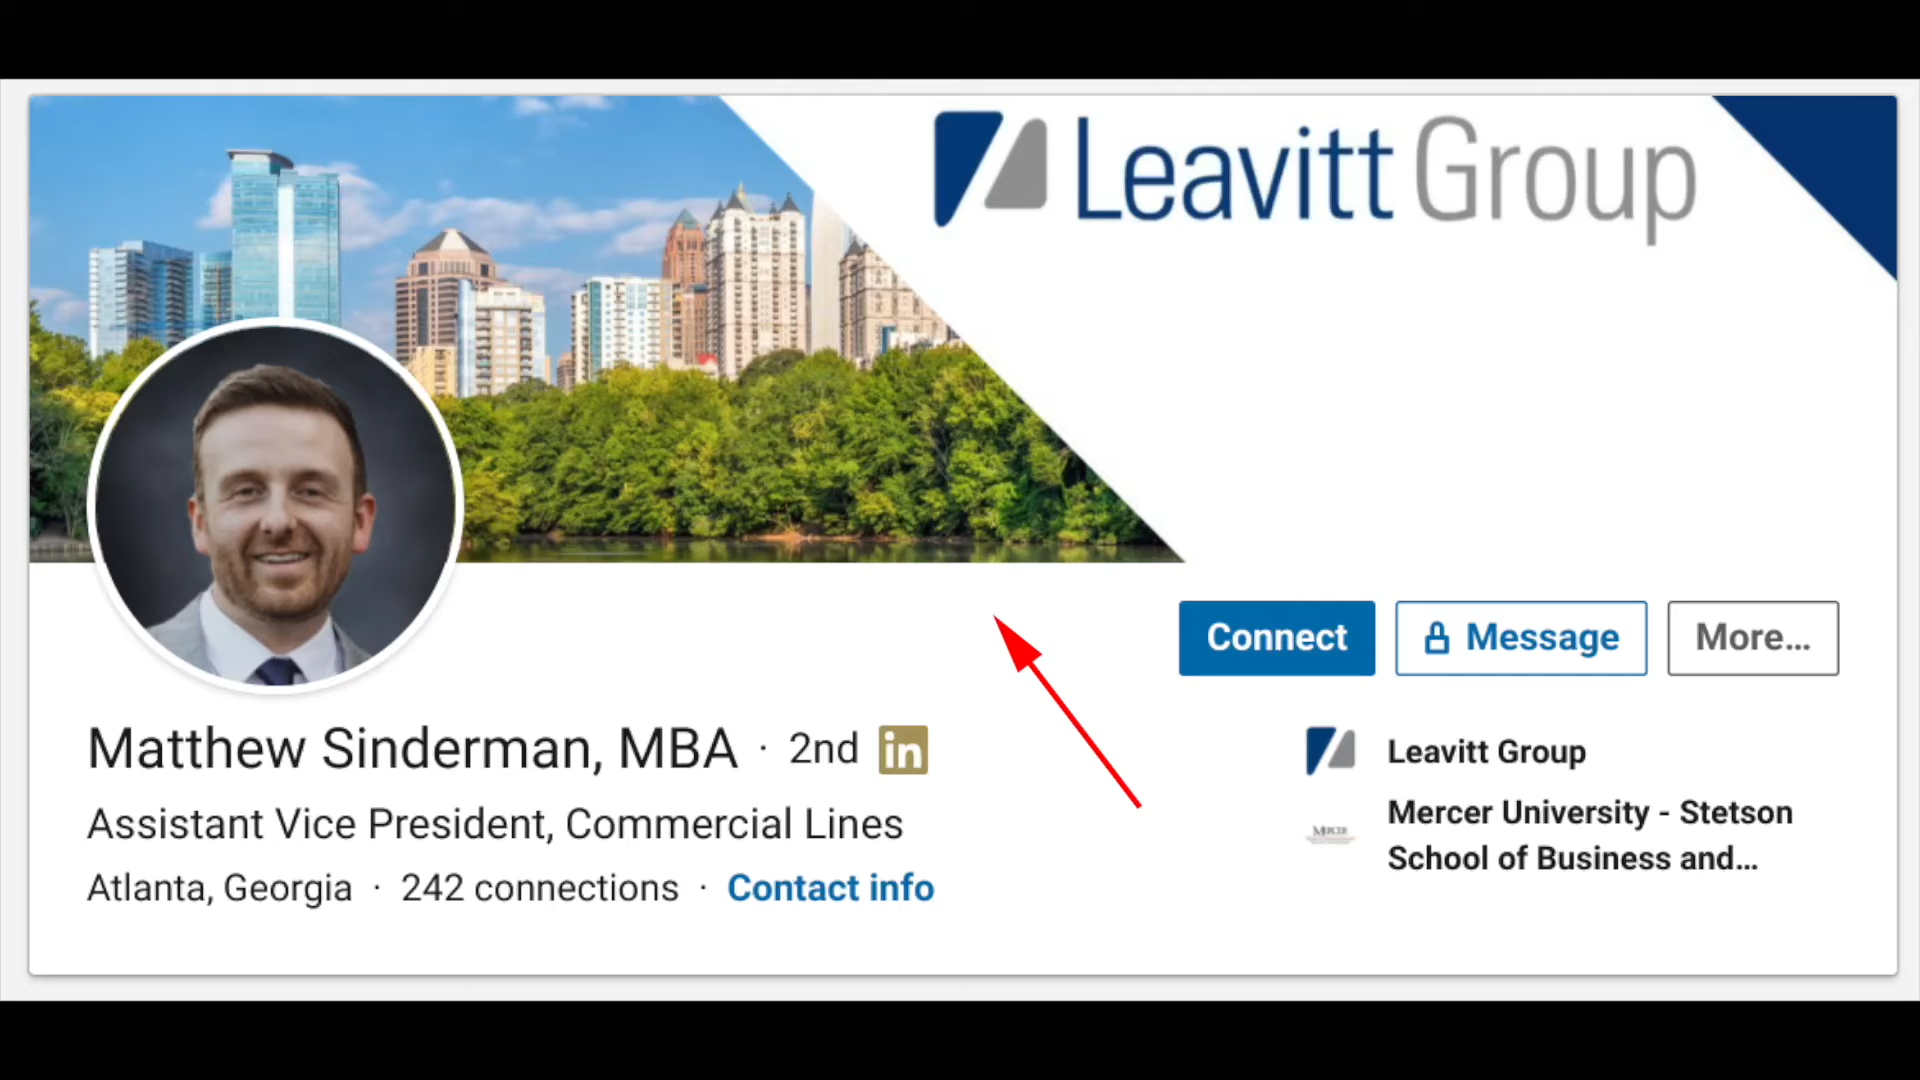 Leavitt Group
Connect
Message
More...
Matthew Sinderman, MBA · 2nd in
Assistant Vice President, Commercial Lines
Atlanta, Georgia · 242 connections · Contact info
Leavitt Group
MERCER
Mercer University - Stetson
School of Business and...